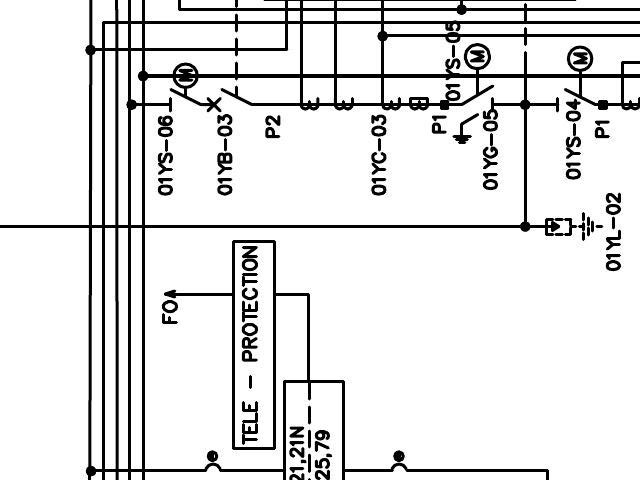 01YS-05
M
M
M
01YS-06
01YB-03
P2
01YC-03
P1
01YG-05
01YS-04
P1
01YL-02
FO
TELE - PROTECTION
21,21N
25,79